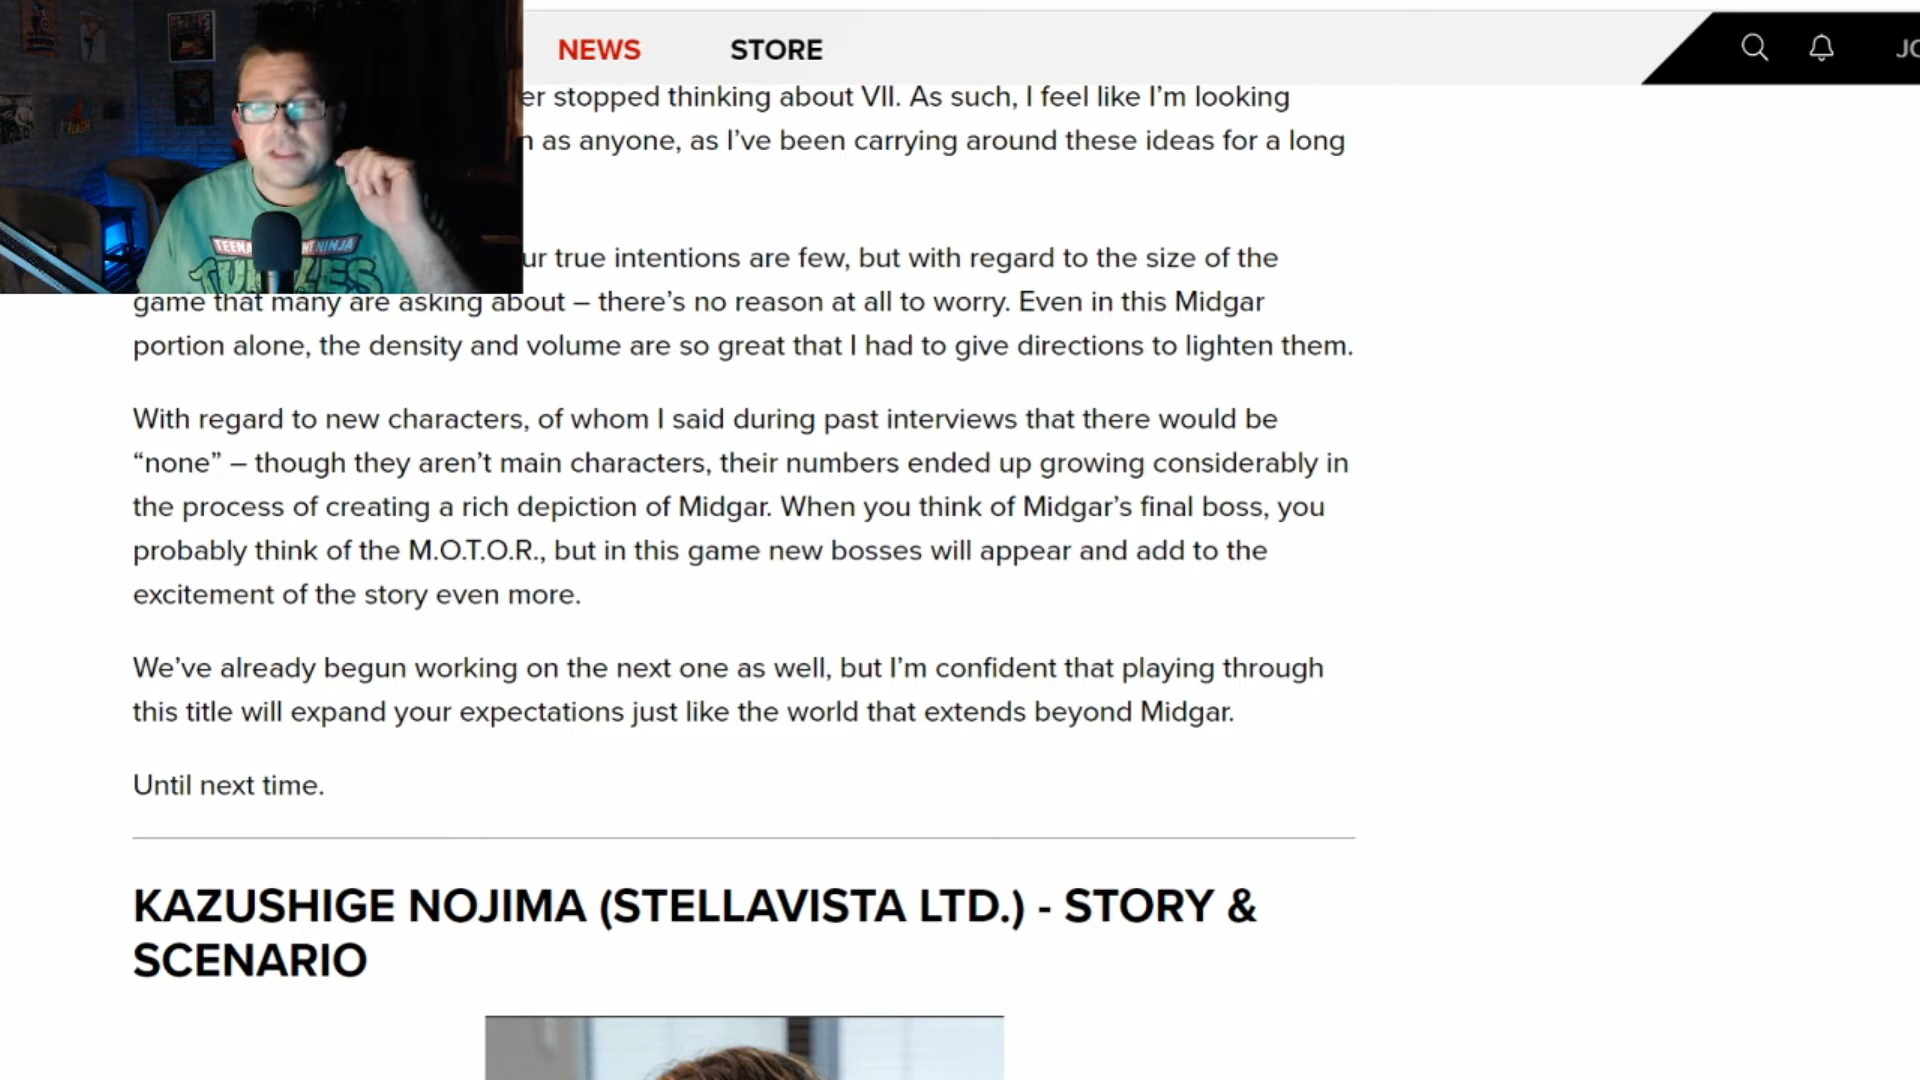 NEWS STORE JO
er stopped thinking about VII. As such, I feel like I’m looking
n as anyone, as I’ve been carrying around these ideas for a long
ur true intentions are few, but with regard to the size of the
game that many are asking about – there’s no reason at all to worry. Even in this Midgar
portion alone, the density and volume are so great that I had to give directions to lighten them.
With regard to new characters, of whom I said during past interviews that there would be
“none” – though they aren’t main characters, their numbers ended up growing considerably in
the process of creating a rich depiction of Midgar. When you think of Midgar’s final boss, you
probably think of the M.O.T.O.R., but in this game new bosses will appear and add to the
excitement of the story even more.
We’ve already begun working on the next one as well, but I’m confident that playing through
this title will expand your expectations just like the world that extends beyond Midgar.
Until next time.
KAZUSHIGE NOJIMA (STELLAVISTA LTD.) - STORY &
SCENARIO